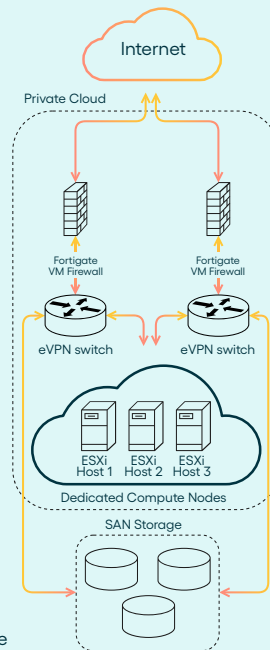 Internet
Private Cloud
Fortigate
VM Firewall
Fortigate
VM Firewall
eVPN switch
eVPN switch
ESXi
Host 1
ESXi
Host 2
ESXi
Host 3
Dedicated Compute Nodes
SAN Storage
e